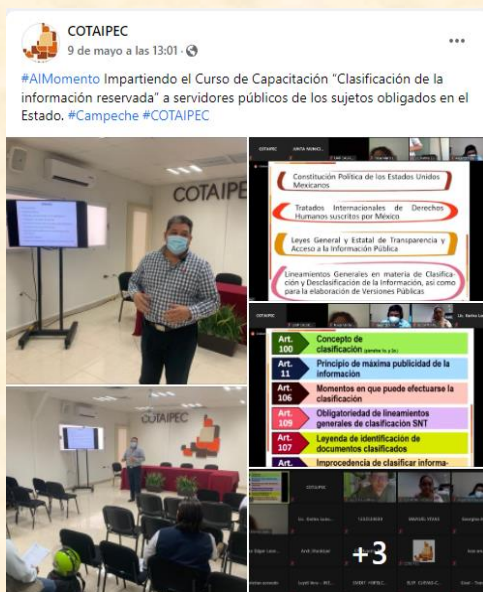 COTAIPEC
9 de mayo a las 13:01
#AlMomento Impartiendo el Curso de Capacitación "Clasificación de la
información reservada" a servidores públicos de los sujetos obligados en el
Estado. #Campeche #COTAIPEC
COTAIPE
COTAIPEC
Constitución Política de los Estados Unidos
Mexicanos
Tratados Internacionales de Derechos
Humanos suscritos por México
Leyes General y Estatal de Transparencia y
Acceso a la Información Pública
Lineamientos Generales en materia de Clasifica-
ción y Desclasificación de la Información, así como
para la elaboración de Versiones Públicas
COTAIPEC
Art.
100
Concepto de
clasificación
Art.
11
Principio de máxima publicidad de la
información
Art.
106
Momentos en que puede efectuarse la
clasificación
Art.
109
Obligatoriedad de lineamientos
generales de clasificación SNT
Art.
107
Leyenda de identificación de
documentos clasificados
Art.
Improcedencia de clasificar informa-
COTAIPEC
COTAIPEC
+3